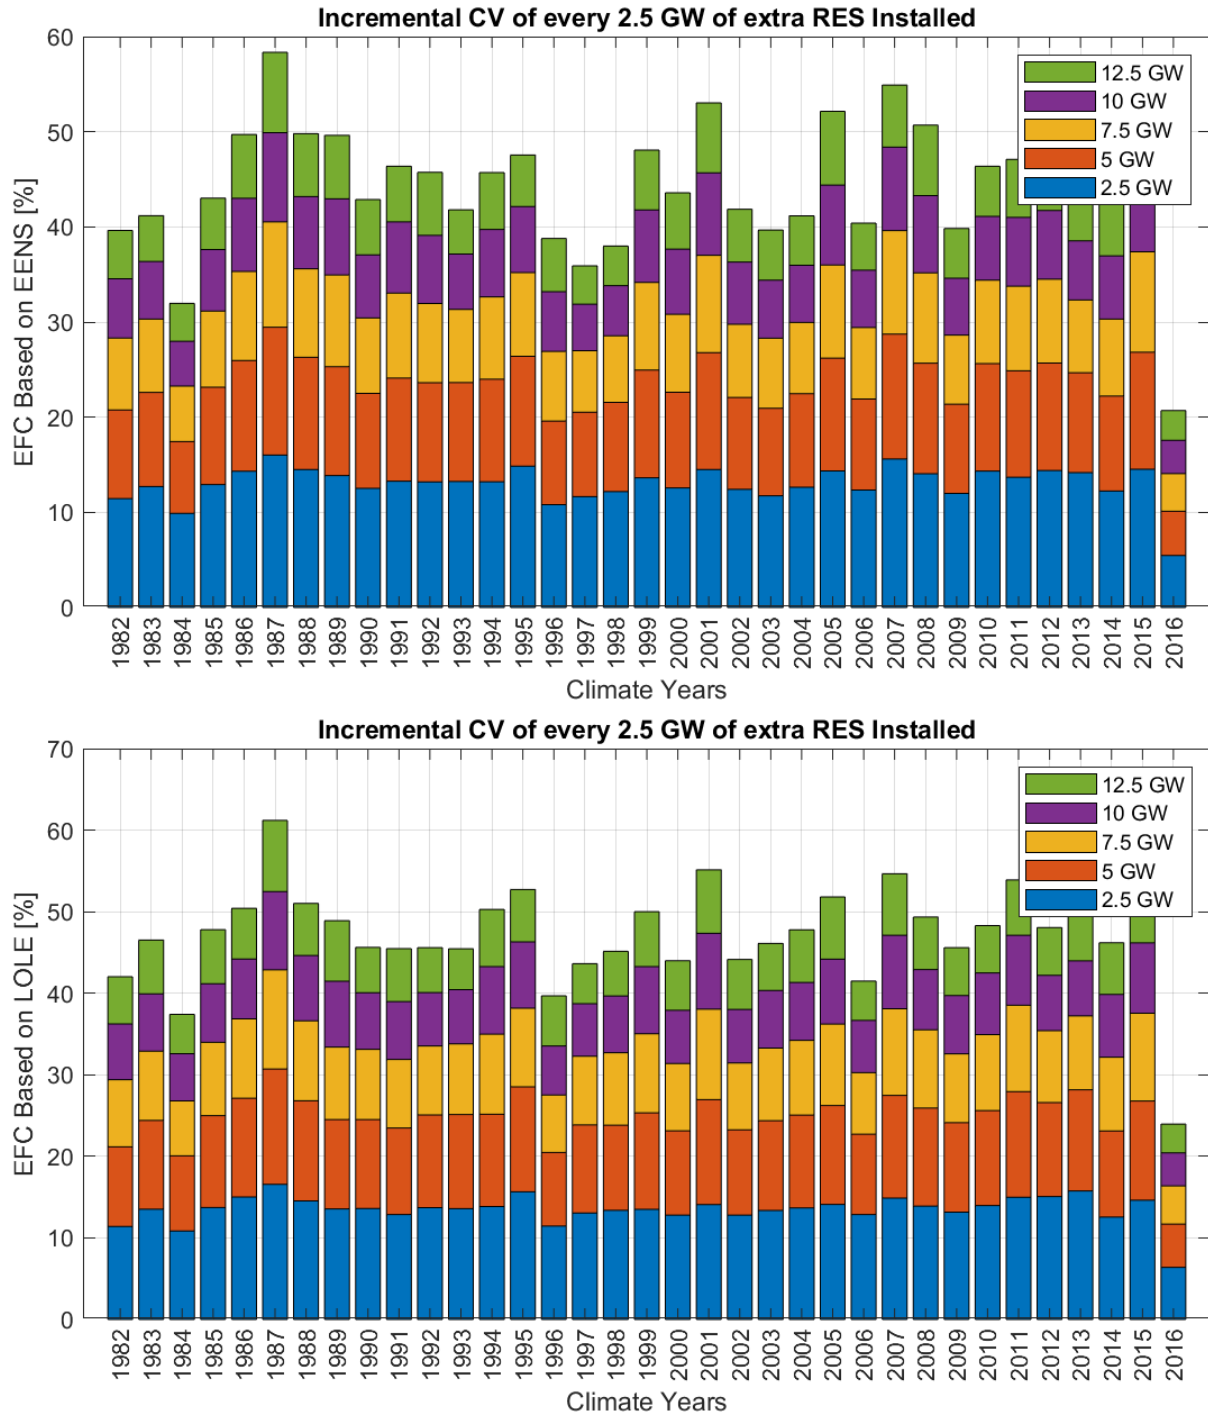 Incremental CV of every 2.5 GW of extra RES Installed
EFC Based on EENS [%]
60
50
40
30
20
10
0
12.5 GW
10 GW
7.5 GW
5 GW
2.5 GW
1982 1983 1984 1985 1986 1987 1988 1989 1990 1991 1992 1993 1994 1995 1996 1997 1998 1999 2000 2001 2002 2003 2004 2005 2006 2007 2008 2009 2010 2011 2012 2013 2014 2015 2016
Climate Years
Incremental CV of every 2.5 GW of extra RES Installed
EFC Based on LOLE [%]
70
60
50
40
30
20
10
0
12.5 GW
10 GW
7.5 GW
5 GW
2.5 GW
1982 1983 1984 1985 1986 1987 1988 1989 1990 1991 1992 1993 1994 1995 1996 1997 1998 1999 2000 2001 2002 2003 2004 2005 2006 2007 2008 2009 2010 2011 2012 2013 2014 2015 2016
Climate Years